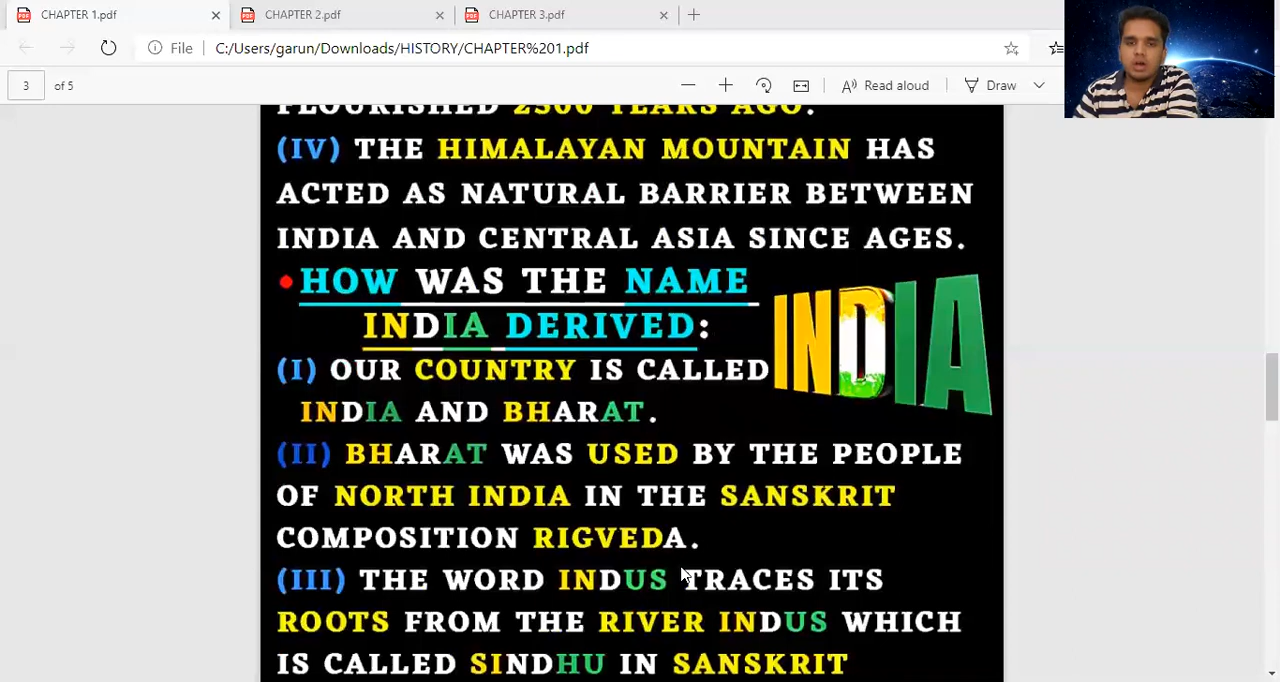 CHAPTER 1.pdf
CHAPTER 2.pdf
CHAPTER 3.pdf
File C:/Users/garun/Downloads/HISTORY/CHAPTER%201.pdf
3 of 5
Read aloud
Draw
FLOURISHED 2500 YEARS AGO.
(IV) THE HIMALAYAN MOUNTAIN HAS
ACTED AS NATURAL BARRIER BETWEEN
INDIA AND CENTRAL ASIA SINCE AGES.
HOW WAS THE NAME
INDIA DERIVED:
INDIA
(I) OUR COUNTRY IS CALLED
INDIA AND BHARAT.
(II) BHARAT WAS USED BY THE PEOPLE
OF NORTH INDIA IN THE SANSKRIT
COMPOSITION RIGVEDA.
(III) THE WORD INDUS TRACES ITS
ROOTS FROM THE RIVER INDUS WHICH
IS CALLED SINDHU IN SANSKRIT